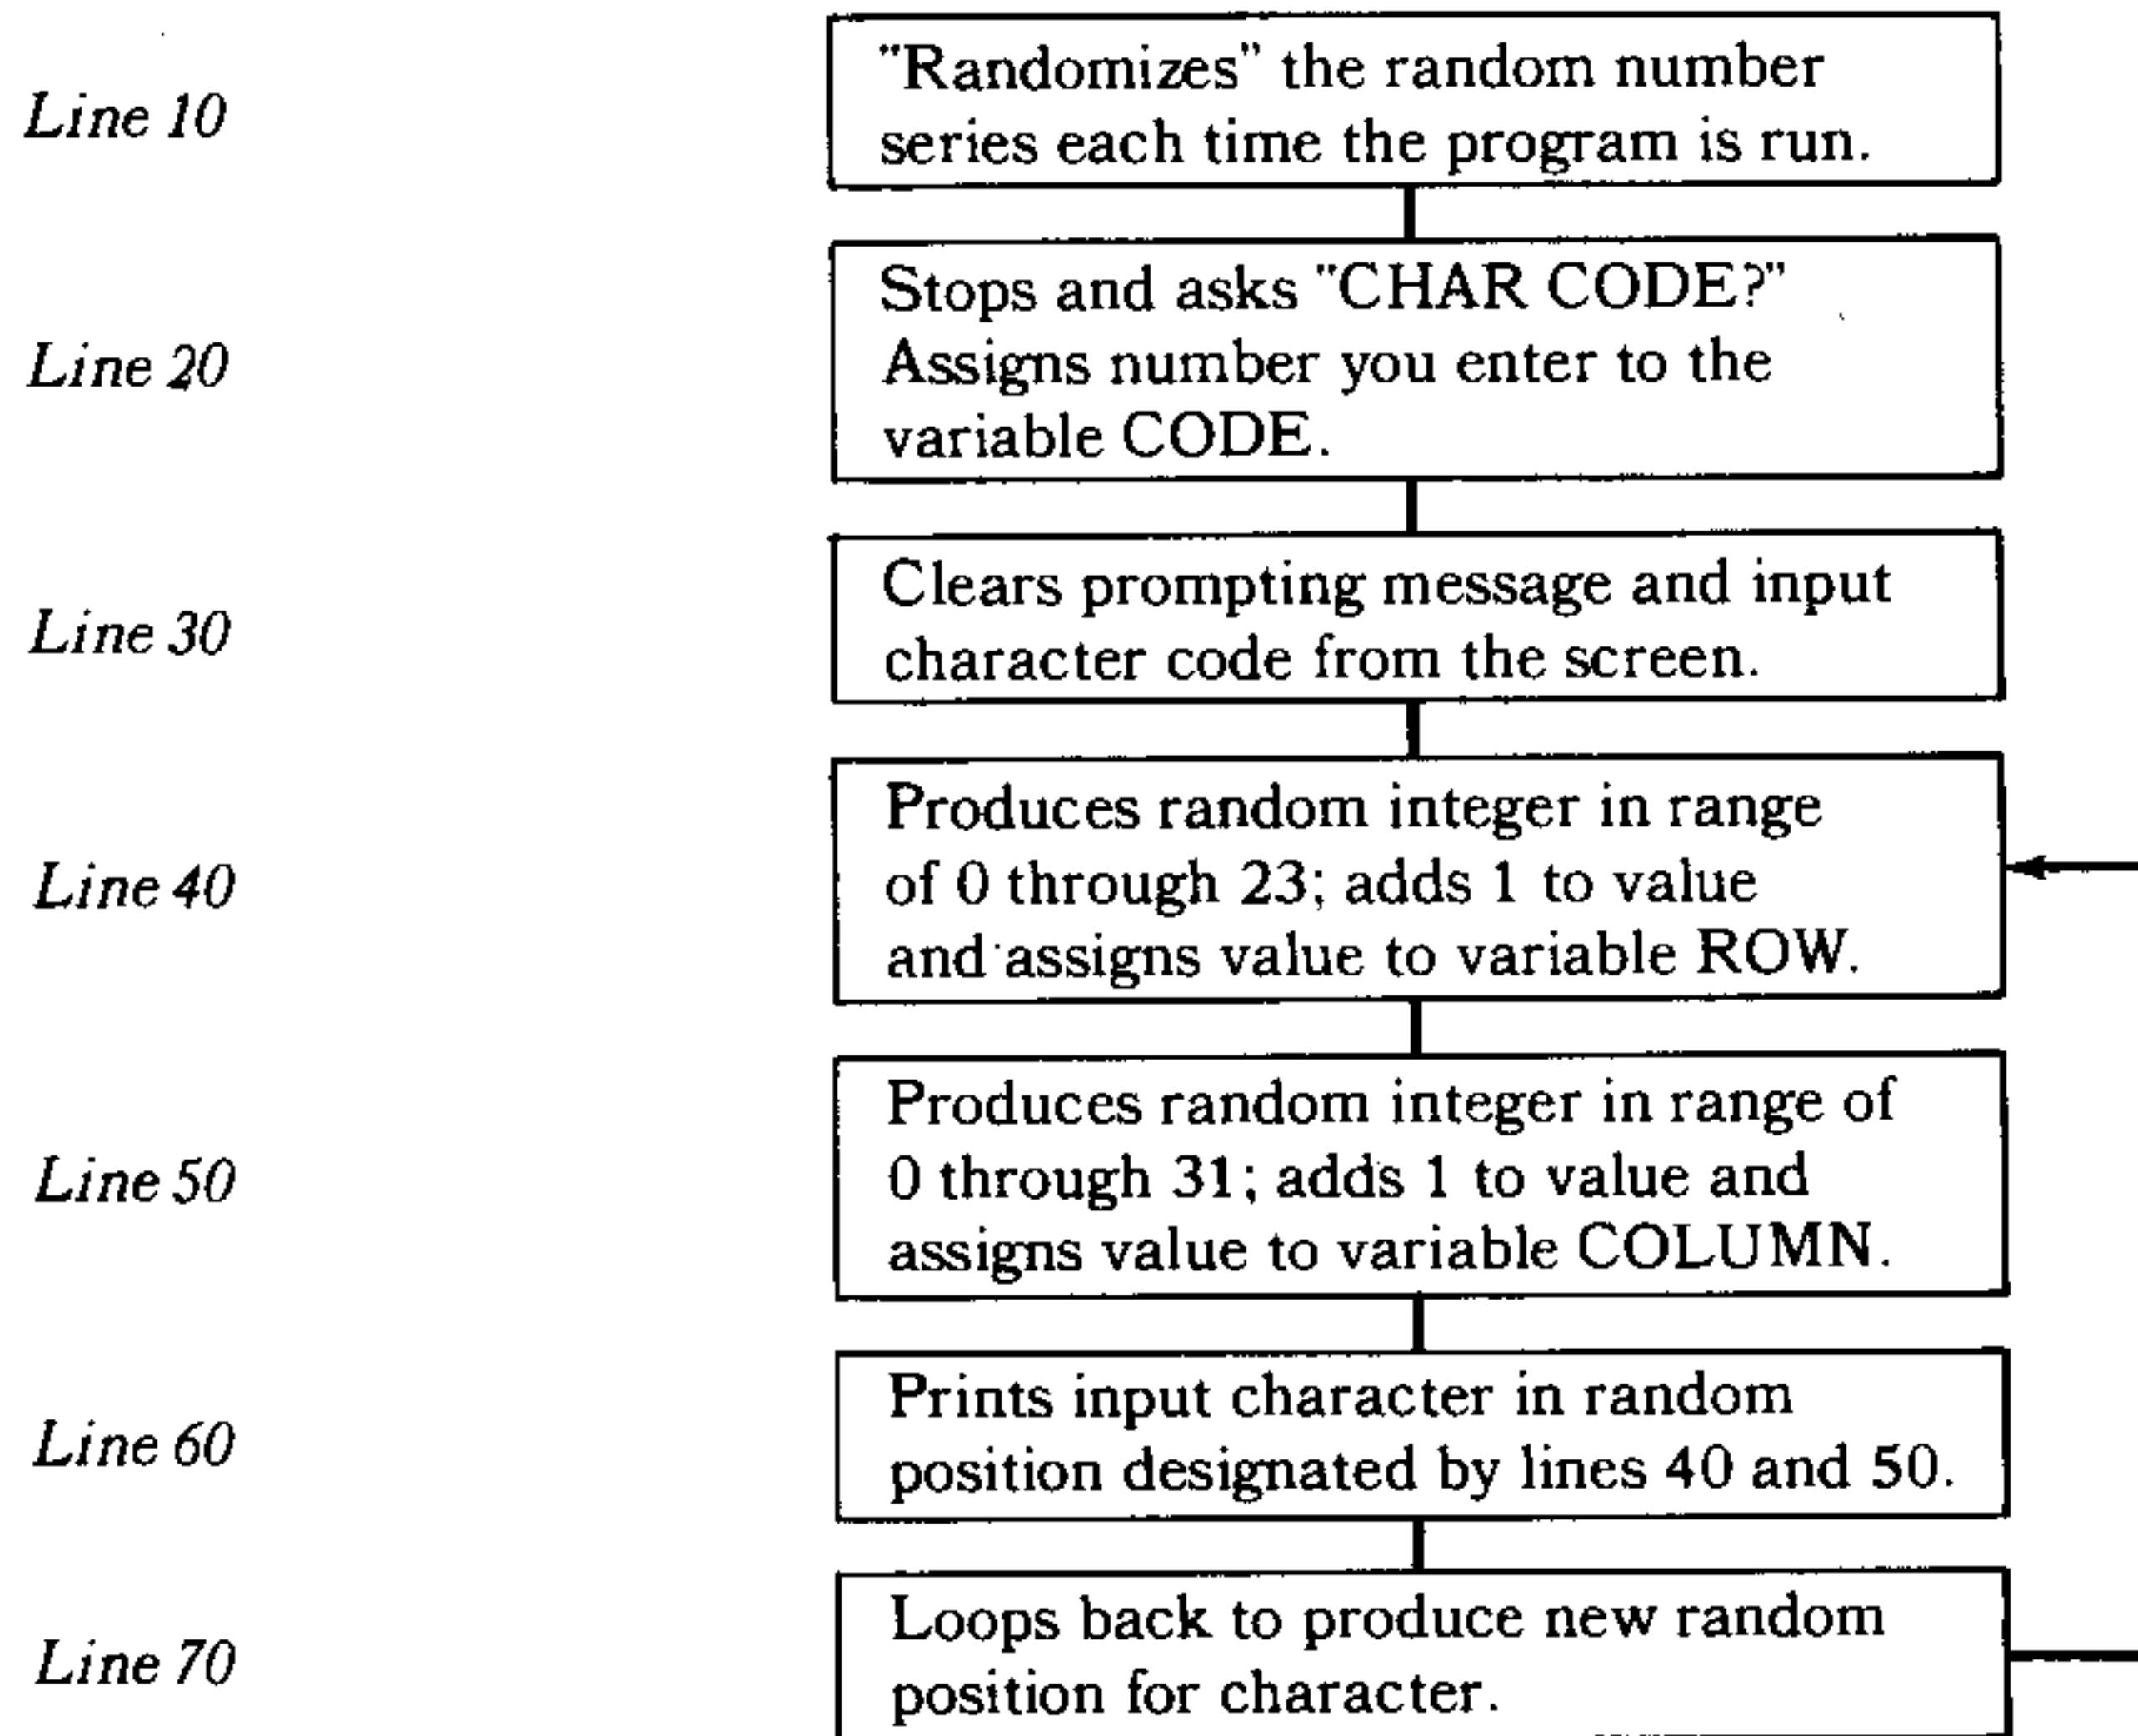 Line 10
"Randomizes" the random number
series each time the program is run.
Line 20
Stops and asks "CHAR CODE?"
Assigns number you enter to the
variable CODE.
Line 30
Clears prompting message and input
character code from the screen.
Line 40
Produces random integer in range
of 0 through 23; adds 1 to value
and assigns value to variable ROW.
Line 50
Produces random integer in range of
0 through 31; adds 1 to value and
assigns value to variable COLUMN.
Line 60
Prints input character in random
position designated by lines 40 and 50.
Line 70
Loops back to produce new random
position for character.